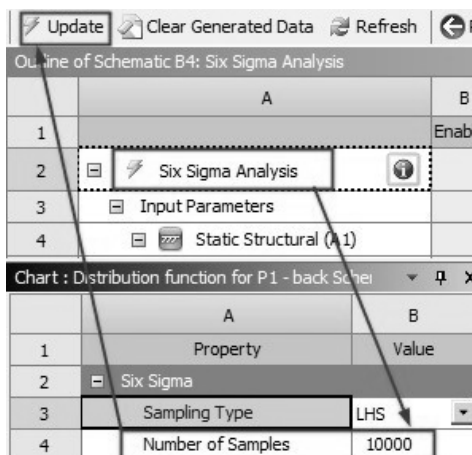 Update Clear Generated Data Refresh
Outline of Schematic B4: Six Sigma Analysis
A B
1 Enab
2 Six Sigma Analysis
3 Input Parameters
4 Static Structural (A1)
Chart : Distribution function for P1 - back Scher
A B
1 Property Value
2 Six Sigma
3 Sampling Type LHS
4 Number of Samples 10000